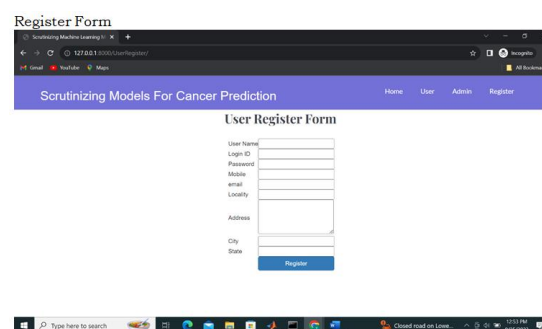 Register Form
Scrutinizing Machine Learning M
127.0.0.1:8000/UserRegister/
Incognito
Gmail YouTube Maps
All Bookma
Scrutinizing Models For Cancer Prediction
Home User Admin Register
User Register Form
User Name
Login ID
Password
Mobile
email
Locality
Address
City
State
Register
Type here to search
Closed road on Lowe...
12:53 PM